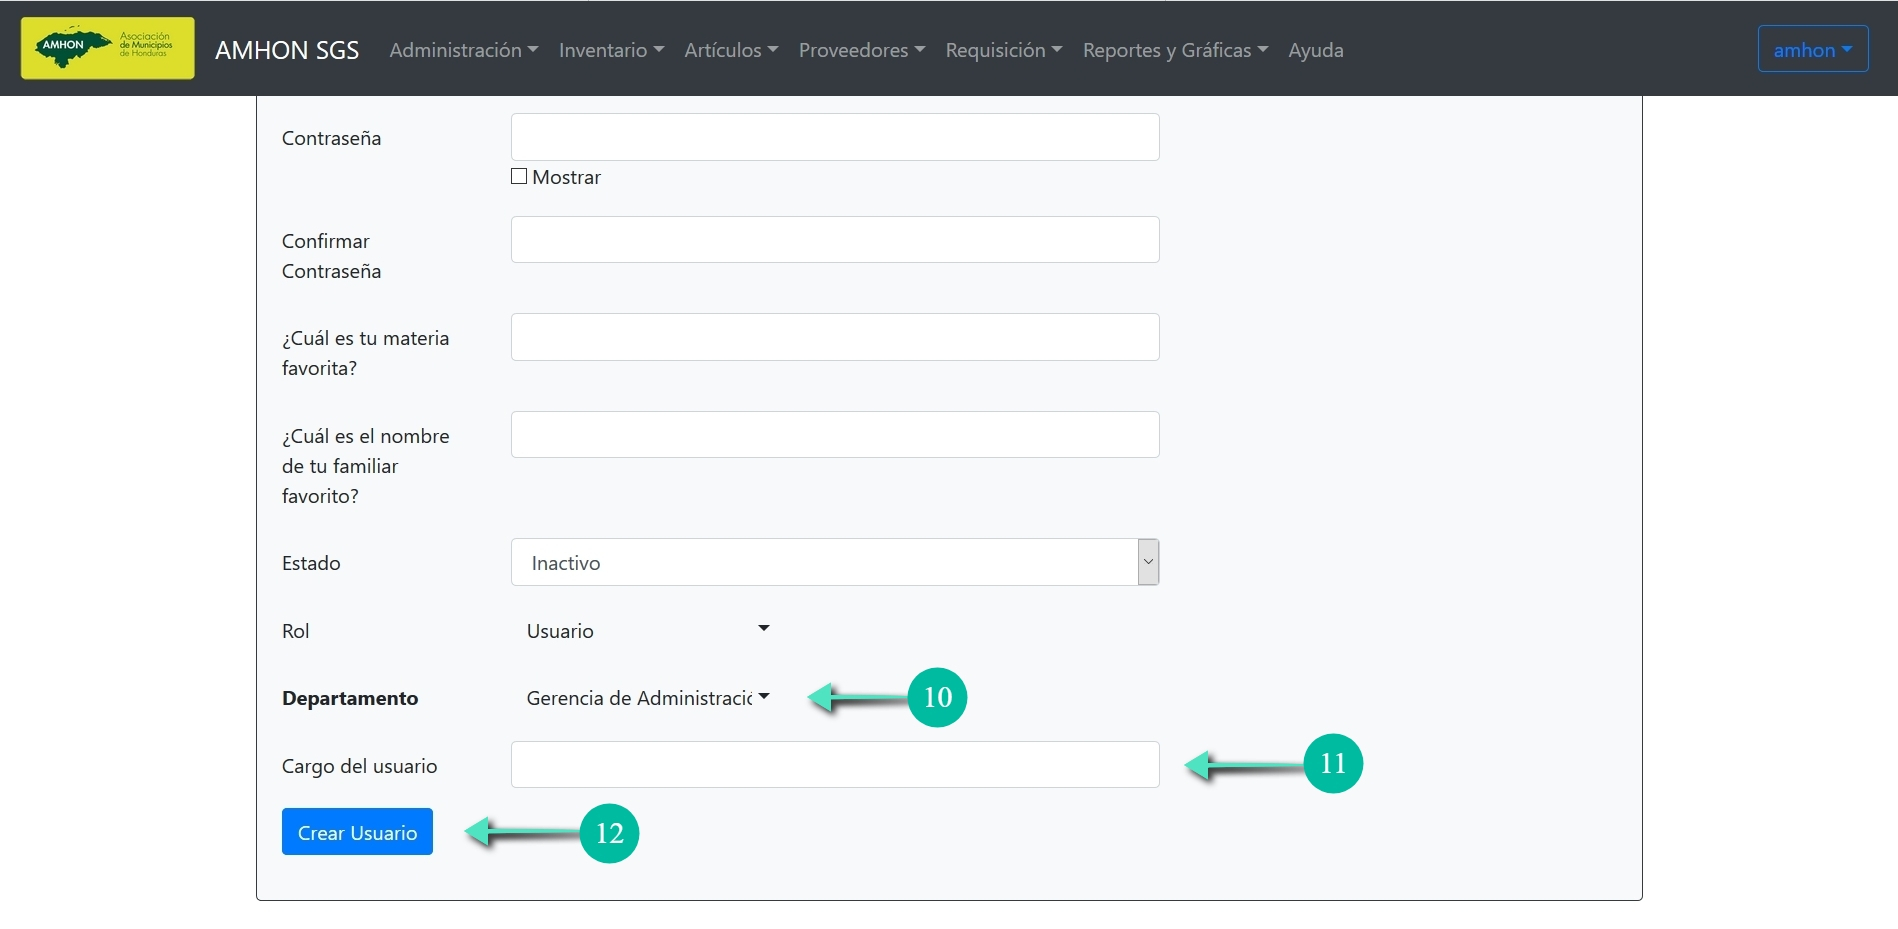 AMHON
Asociación
de Municipios
de Honduras
AMHON SGS
Administración
Inventario
Artículos
Proveedores
Requisición
Reportes y Gráficas
Ayuda
amhon
Contraseña
Mostrar
Confirmar
Contraseña
¿Cuál es tu materia
favorita?
¿Cuál es el nombre
de tu familiar
favorito?
Estado
Inactivo
Rol
Usuario
Departamento
Gerencia de Administració
10
Cargo del usuario
11
Crear Usuario
12